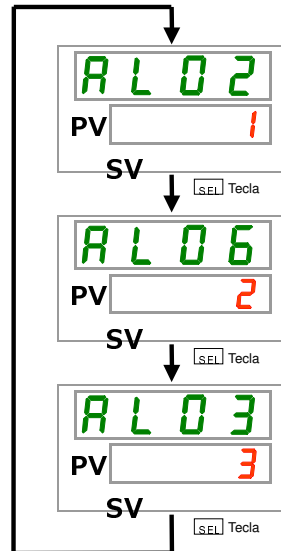 AL02
PV 1
SV
SEL Tecla
AL06
PV 2
SV
SEL Tecla
AL03
PV 3
SV
SEL Tecla